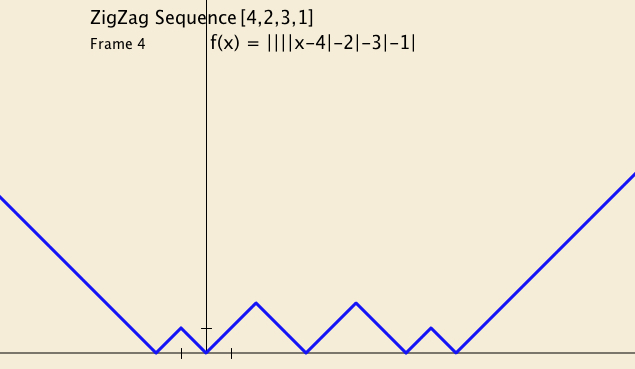 ZigZag Sequence [4,2,3,1]
Frame 4
f(x) = ||||x-4|-2|-3|-1|